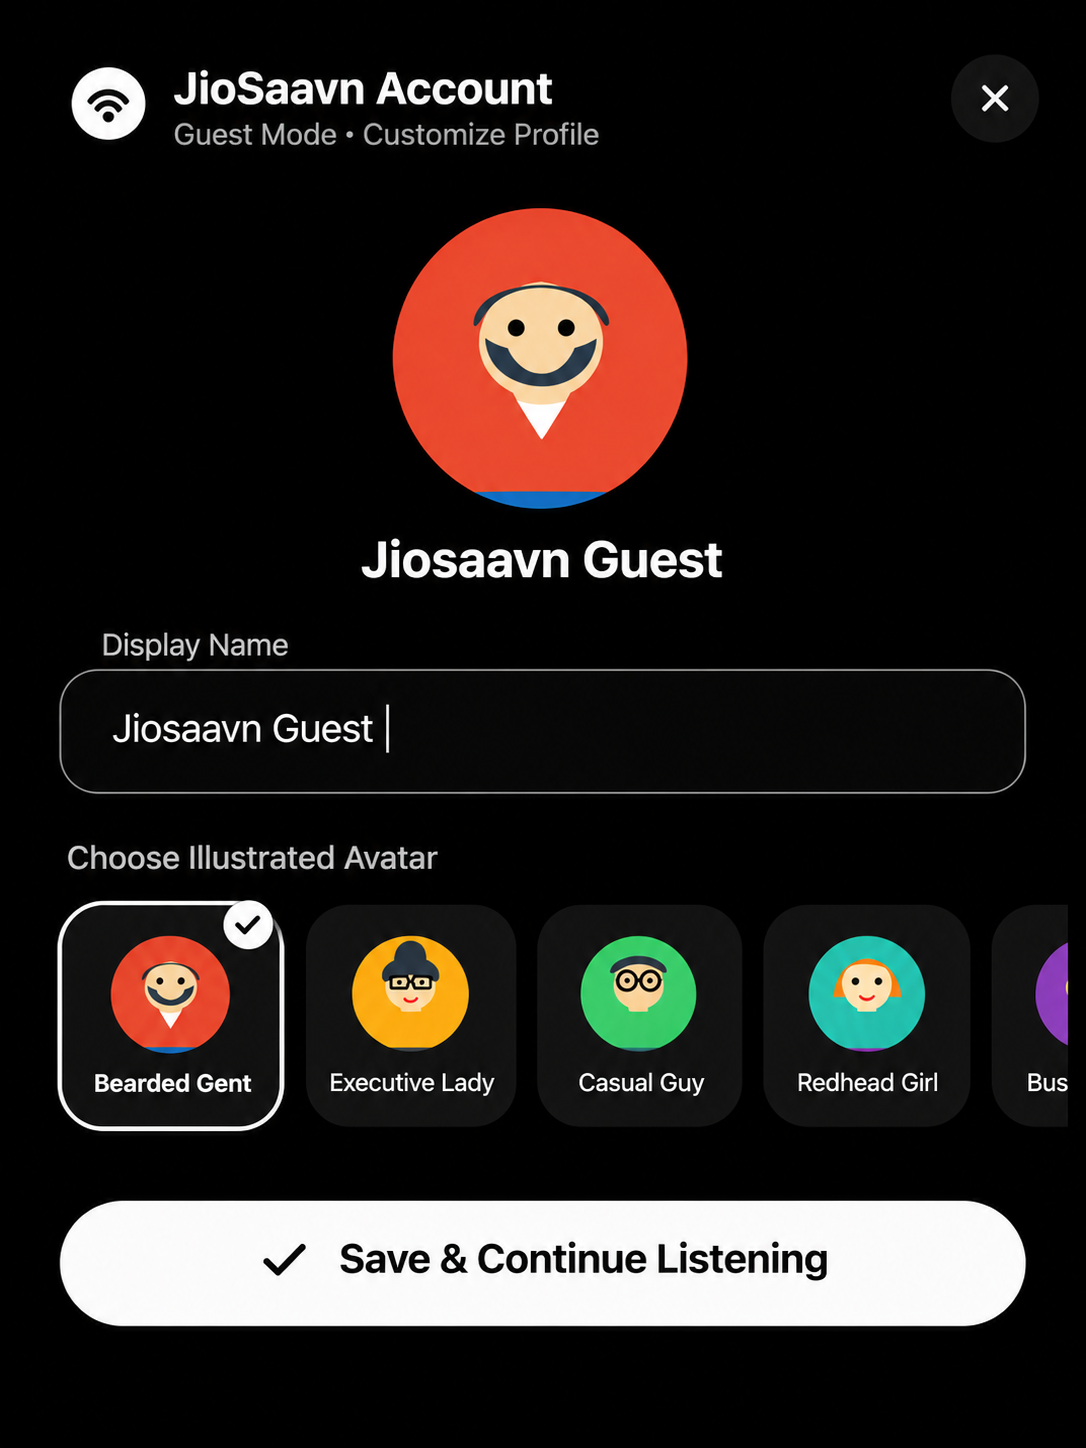 JioSaavn Account
Guest Mode • Customize Profile
Jiosaavn Guest
Display Name
Jiosaavn Guest
Choose Illustrated Avatar
Bearded Gent
Executive Lady
Casual Guy
Redhead Girl
Bus
Save & Continue Listening